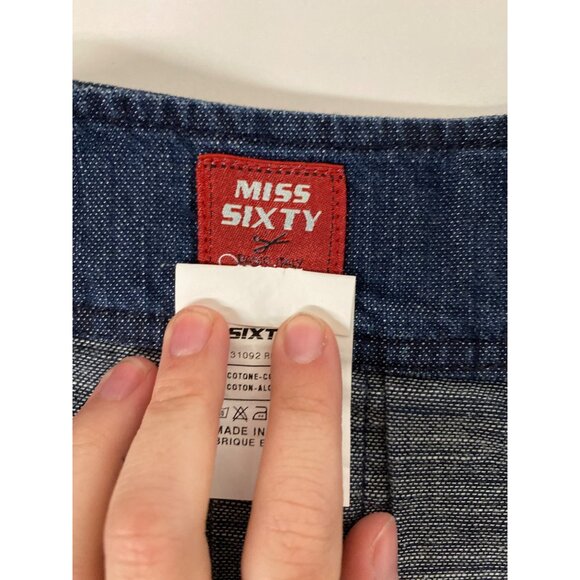 MISS
SIXTY
SIXT
31092 R
COTONE-CO
COTON-ALG
MADE IN
BRIQUE E